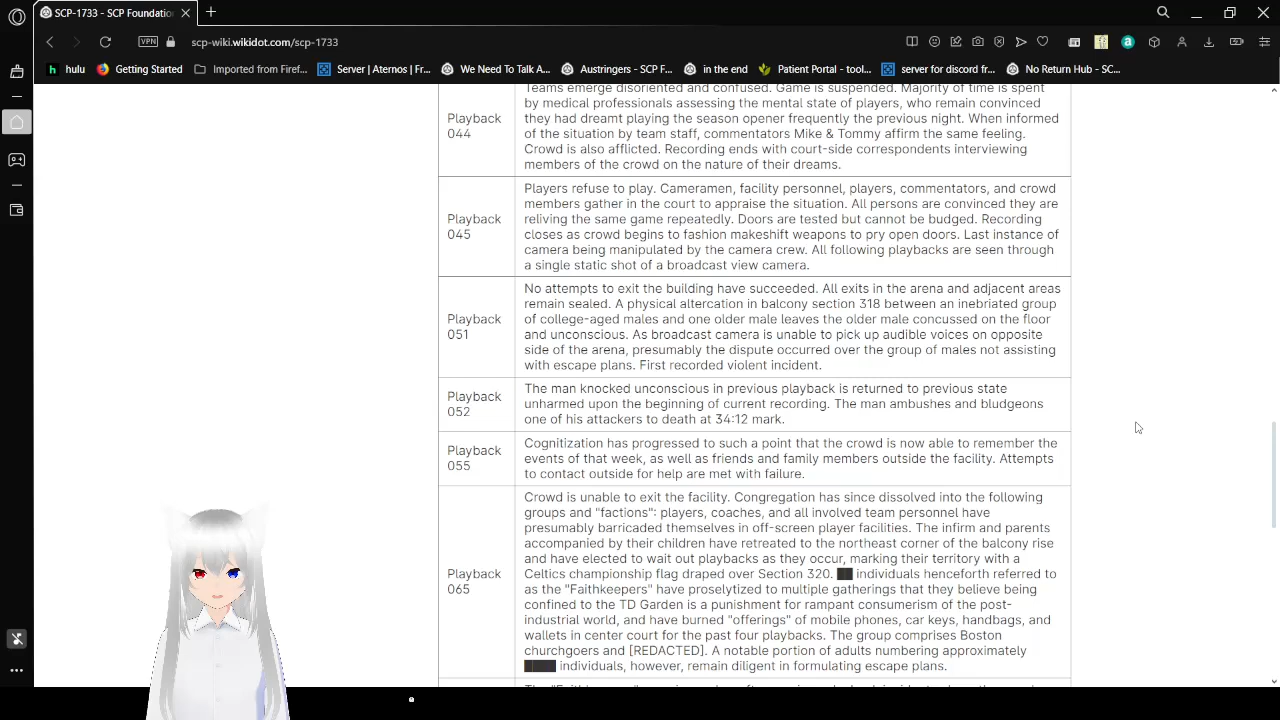 SCP-1733 - SCP Foundatio
VPN
scp-wiki.wikidot.com/scp-1733
hulu
Getting Started
Imported from Firef...
Server | Aternos | Fr...
We Need To Talk A...
Austringers - SCP F...
in the end
Patient Portal - tool...
server for discord fr...
No Return Hub - SC...
Playback
044
Teams emerge disoriented and confused. Game is suspended. Majority of time is spent
by medical professionals assessing the mental state of players, who remain convinced
they had dreamt playing the season opener frequently the previous night. When informed
of the situation by team staff, commentators Mike & Tommy affirm the same feeling.
Crowd is also afflicted. Recording ends with court-side correspondents interviewing
members of the crowd on the nature of their dreams.
Playback
045
Players refuse to play. Cameramen, facility personnel, players, commentators, and crowd
members gather in the court to appraise the situation. All persons are convinced they are
reliving the same game repeatedly. Doors are tested but cannot be budged. Recording
closes as crowd begins to fashion makeshift weapons to pry open doors. Last instance of
camera being manipulated by the camera crew. All following playbacks are seen through
a single static shot of a broadcast view camera.
Playback
051
No attempts to exit the building have succeeded. All exits in the arena and adjacent areas
remain sealed. A physical altercation in balcony section 318 between an inebriated group
of college-aged males and one older male leaves the older male concussed on the floor
and unconscious. As broadcast camera is unable to pick up audible voices on opposite
side of the arena, presumably the dispute occurred over the group of males not assisting
with escape plans. First recorded violent incident.
Playback
052
The man knocked unconscious in previous playback is returned to previous state
unharmed upon the beginning of current recording. The man ambushes and bludgeons
one of his attackers to death at 34:12 mark.
Playback
055
Cognitization has progressed to such a point that the crowd is now able to remember the
events of that week, as well as friends and family members outside the facility. Attempts
to contact outside for help are met with failure.
Playback
065
Crowd is unable to exit the facility. Congregation has since dissolved into the following
groups and "factions": players, coaches, and all involved team personnel have
presumably barricaded themselves in off-screen player facilities. The infirm and parents
accompanied by their children have retreated to the northeast corner of the balcony rise
and have elected to wait out playbacks as they occur, marking their territory with a
Celtics championship flag draped over Section 320. ██ individuals henceforth referred to
as the "Faithkeepers" have proselytized to multiple gatherings that they believe being
confined to the TD Garden is a punishment for rampant consumerism of the post-
industrial world, and have burned "offerings" of mobile phones, car keys, handbags, and
wallets in center court for the past four playbacks. The group comprises Boston
churchgoers and [REDACTED]. A notable portion of adults numbering approximately
████ individuals, however, remain diligent in formulating escape plans.